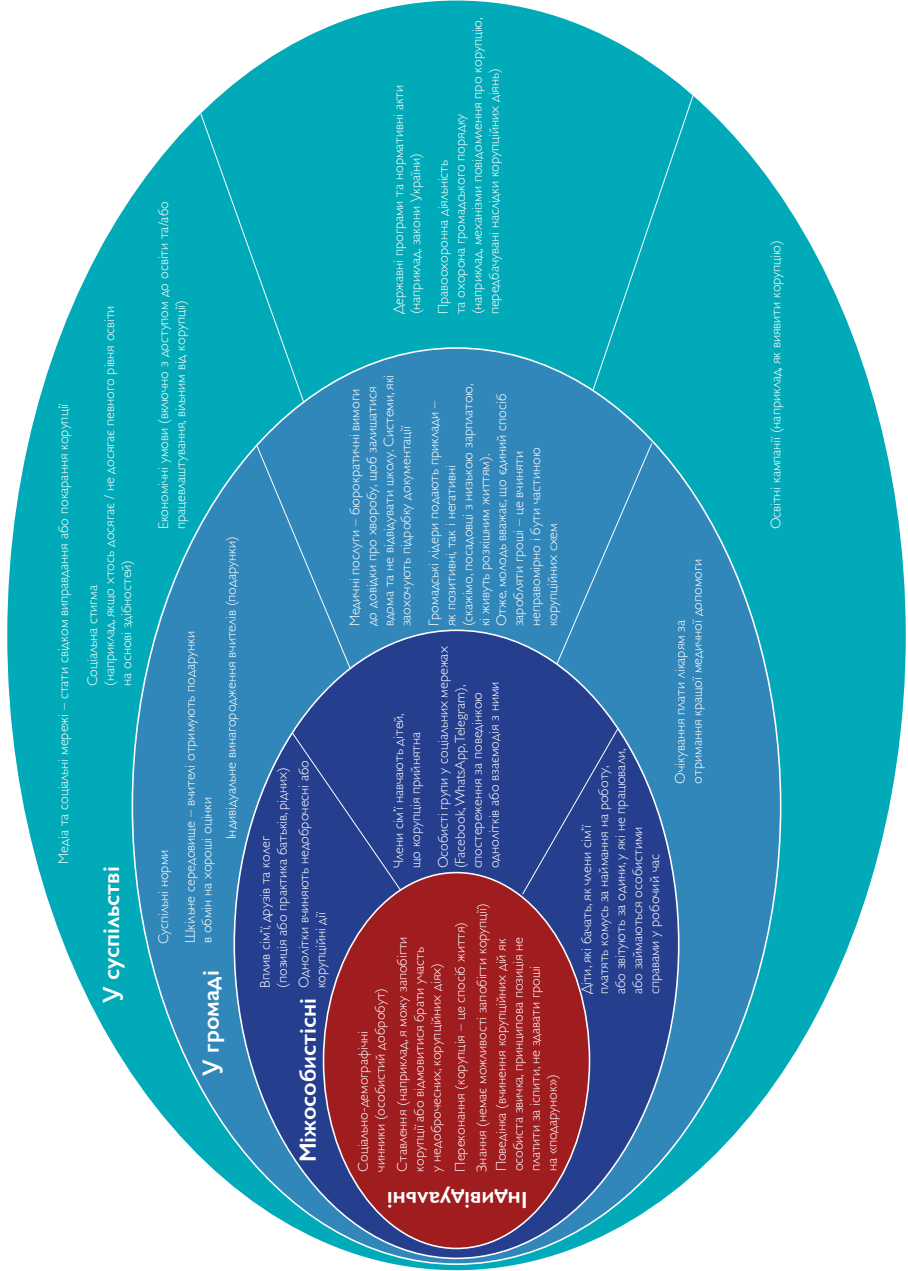 У суспільстві
Медіа та соціальні мережі – стати свідком виправдання або покарання корупції
Соціальна стигма
(наприклад, якщо хтось досягає / не досягає певного рівня освіти
на основі здібностей)
Економічні умови (включно з доступом до освіти та/або
працевлаштування, вільним від корупції)
Державні програми та нормативні акти
(наприклад, закони України)
Правоохоронна діяльність
та охорона громадського порядку
(наприклад, механізми повідомлення про корупцію,
передбачувані наслідки корупційних діянь)
Освітні кампанії (наприклад, як виявити корупцію)
У громаді
Суспільні норми
Шкільне середовище – вчителі отримують подарунки
в обмін на хороші оцінки
Індивідуальне винагородження вчителів (подарунки)
Медичні послуги – бюрократичні вимоги
до довідки про хворобу, щоб залишатися
вдома та не відвідувати школу. Системи, які
заохочують підробку документації
Громадські лідери подають приклади –
як позитивні, так і негативні
(скажімо, посадовці з низькою зарплатою,
кі живуть розкішним життям).
Отже, молодь вважає, що єдиний спосіб
заробляти гроші – це вчиняти
неправомірно і бути частиною
корупційних схем
Очікування плати лікарям за
отримання кращої медичної допомоги
Міжособистісні
Вплив сім'ї, друзів та колег
(позиція або практика батьків, рідних)
Однолітки вчиняють недоброчесні або
корупційні дії
Члени сім'ї навчають дітей,
що корупція прийнятна
Особисті групи у соціальних мережах
(Facebook, WhatsApp, Telegram),
спостереження за поведінкою
однолітків або взаємодія з ними
Діти, які бачать, як члени сім'ї
платять комусь за наймання на роботу,
або звітують за години, у які не працювали,
або займаються особистими
справами у робочий час
Індивідуальні
Соціально-демографічні
чинники (особистий добробут)
Ставлення (наприклад, я можу запобігти
корупції або відмовитися брати участь
у недоброчесних, корупційних діях)
Переконання (корупція – це спосіб життя)
Знання (немає можливості запобігти корупції)
Поведінка (вчинення корупційних дій як
особиста звичка, принципова позиція не
платити за іспити, не здавати гроші
на «подарунок»)